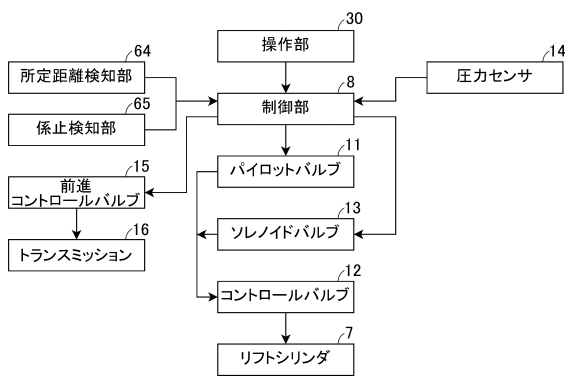 30
操作部
64
所定距離検知部
14
圧力センサ
8
制御部
65
係止検知部
11
パイロットバルブ
15
前進
コントロールバルブ
13
ソレノイドバルブ
16
トランスミッション
12
コントロールバルブ
7
リフトシリンダ